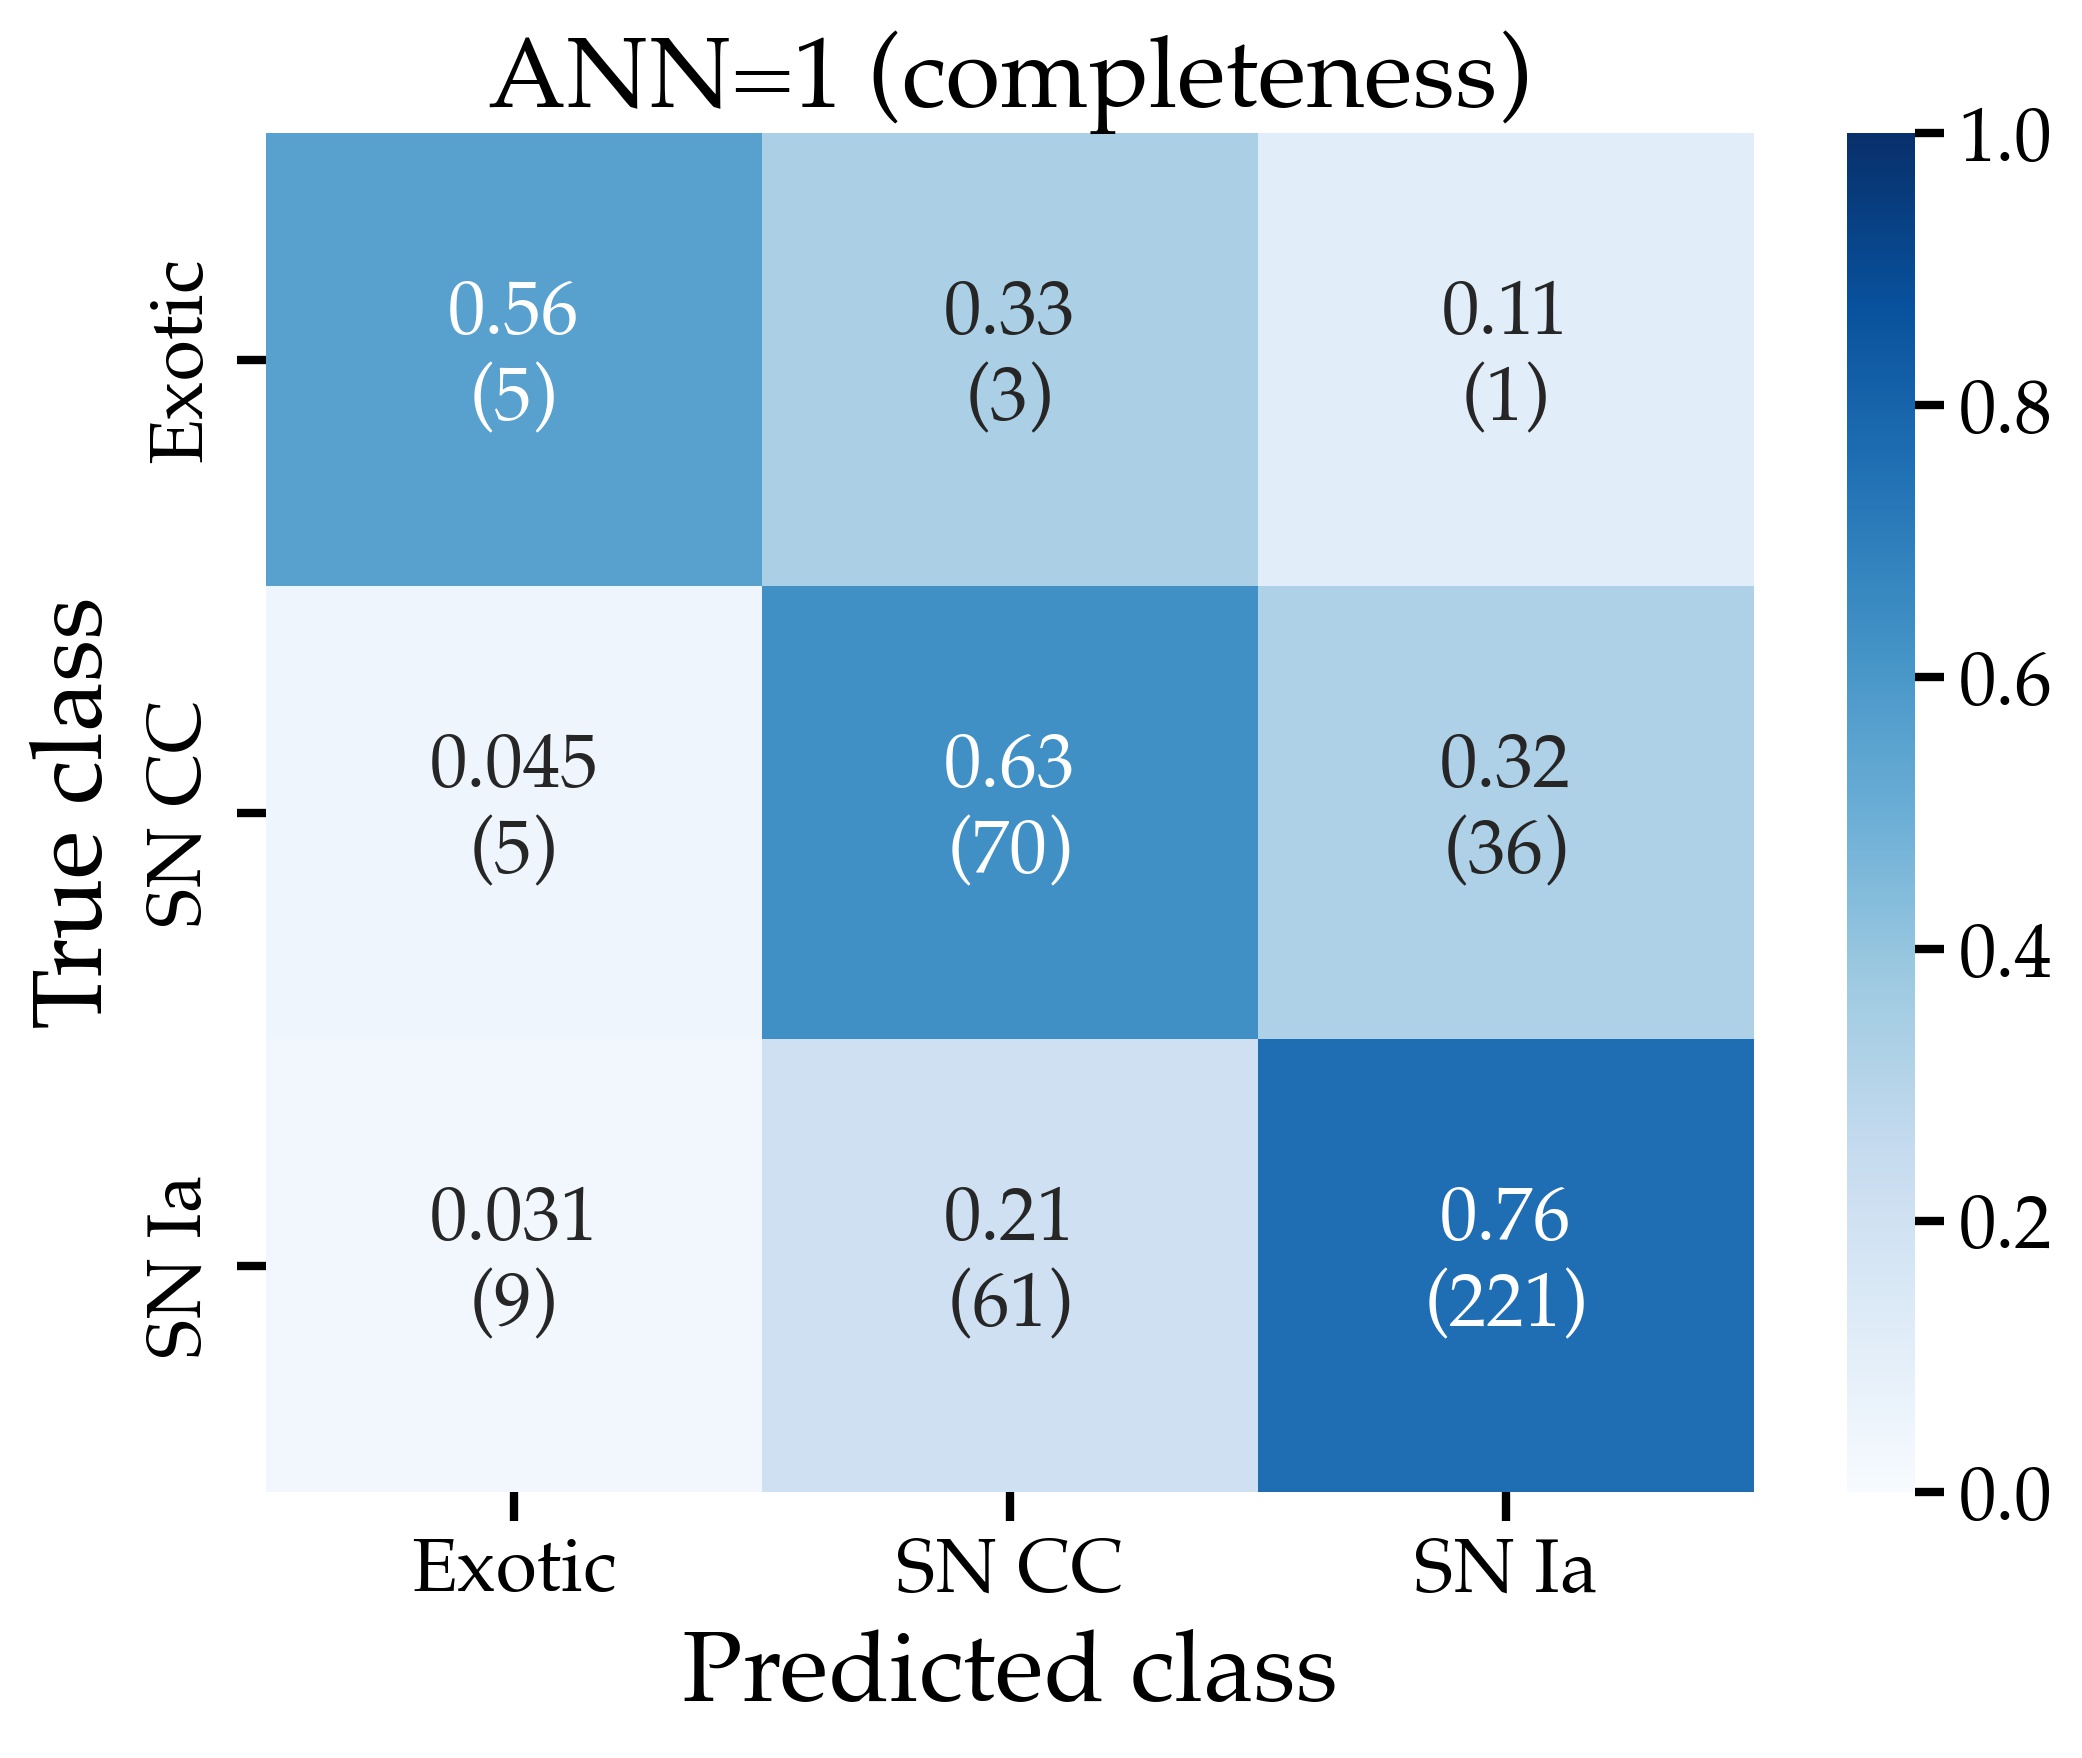 ANN=1 (completeness)
True class
Exotic
SN CC
SN Ia
0.56
(5)
0.33
(3)
0.11
(1)
0.045
(5)
0.63
(70)
0.32
(36)
0.031
(9)
0.21
(61)
0.76
(221)
Exotic
SN CC
SN Ia
Predicted class
1.0
0.8
0.6
0.4
0.2
0.0